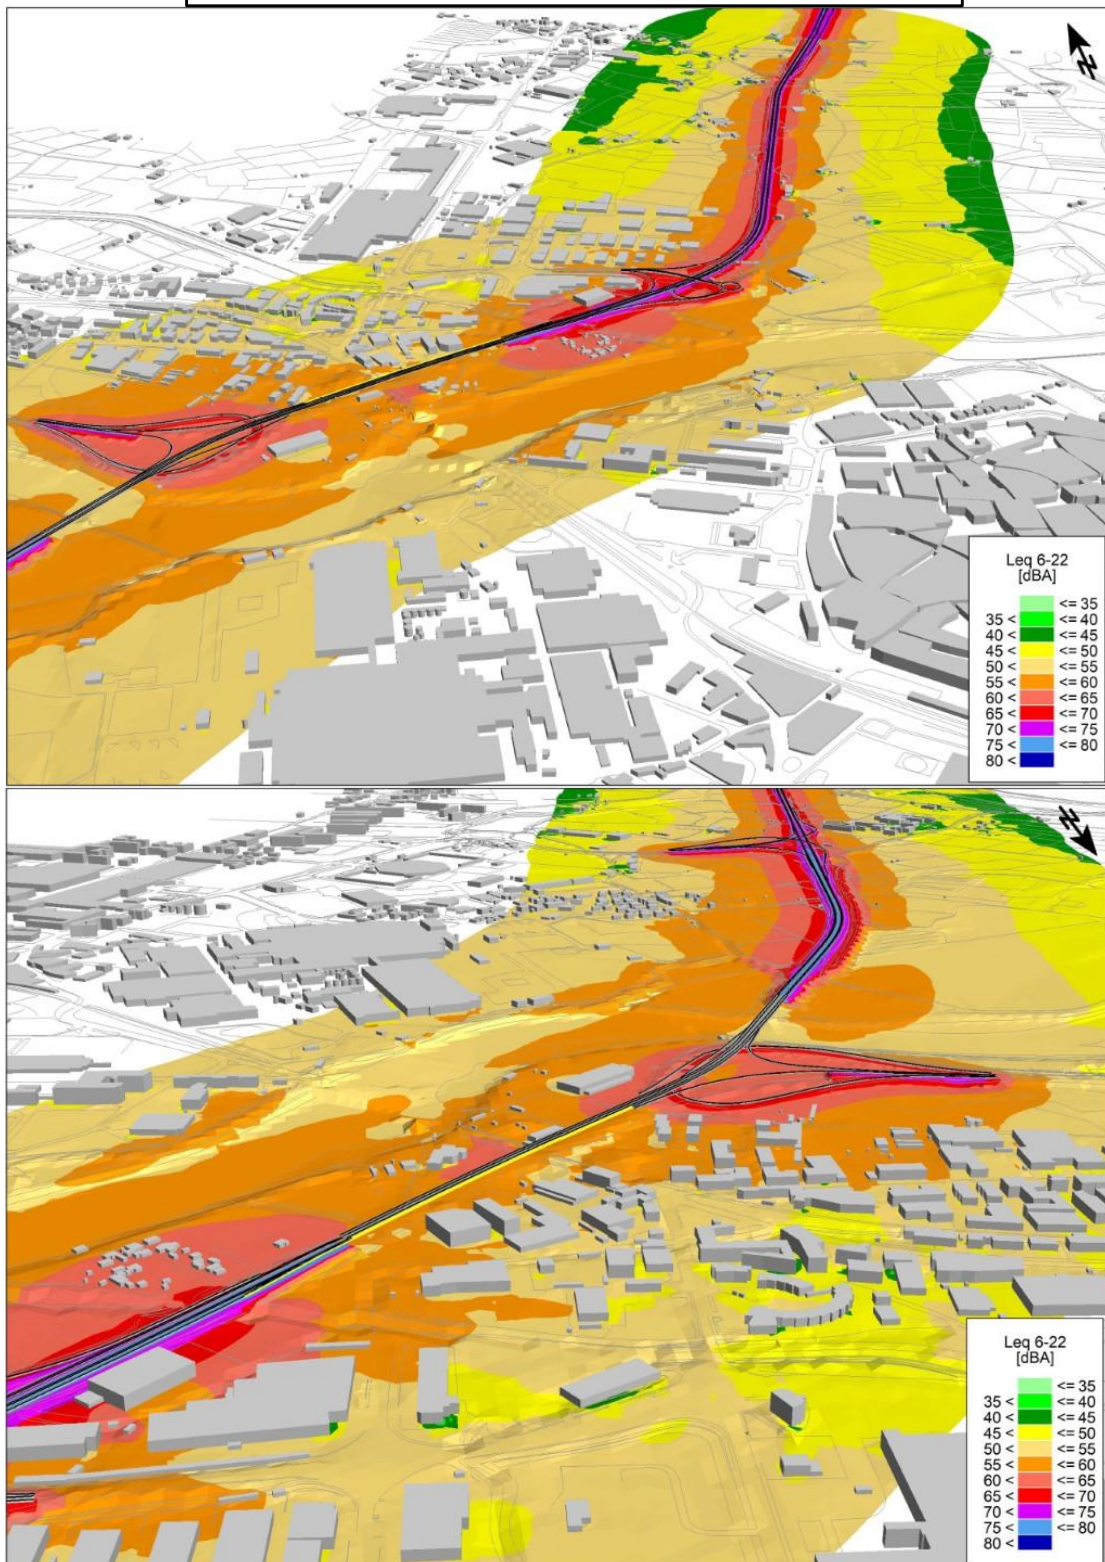 Leq 6-22
[dBA]
<= 35
35 < <= 40
40 < <= 45
45 < <= 50
50 < <= 55
55 < <= 60
60 < <= 65
65 < <= 70
70 < <= 75
75 < <= 80
80 <
Leq 6-22
[dBA]
<= 35
35 < <= 40
40 < <= 45
45 < <= 50
50 < <= 55
55 < <= 60
60 < <= 65
65 < <= 70
70 < <= 75
75 < <= 80
80 <